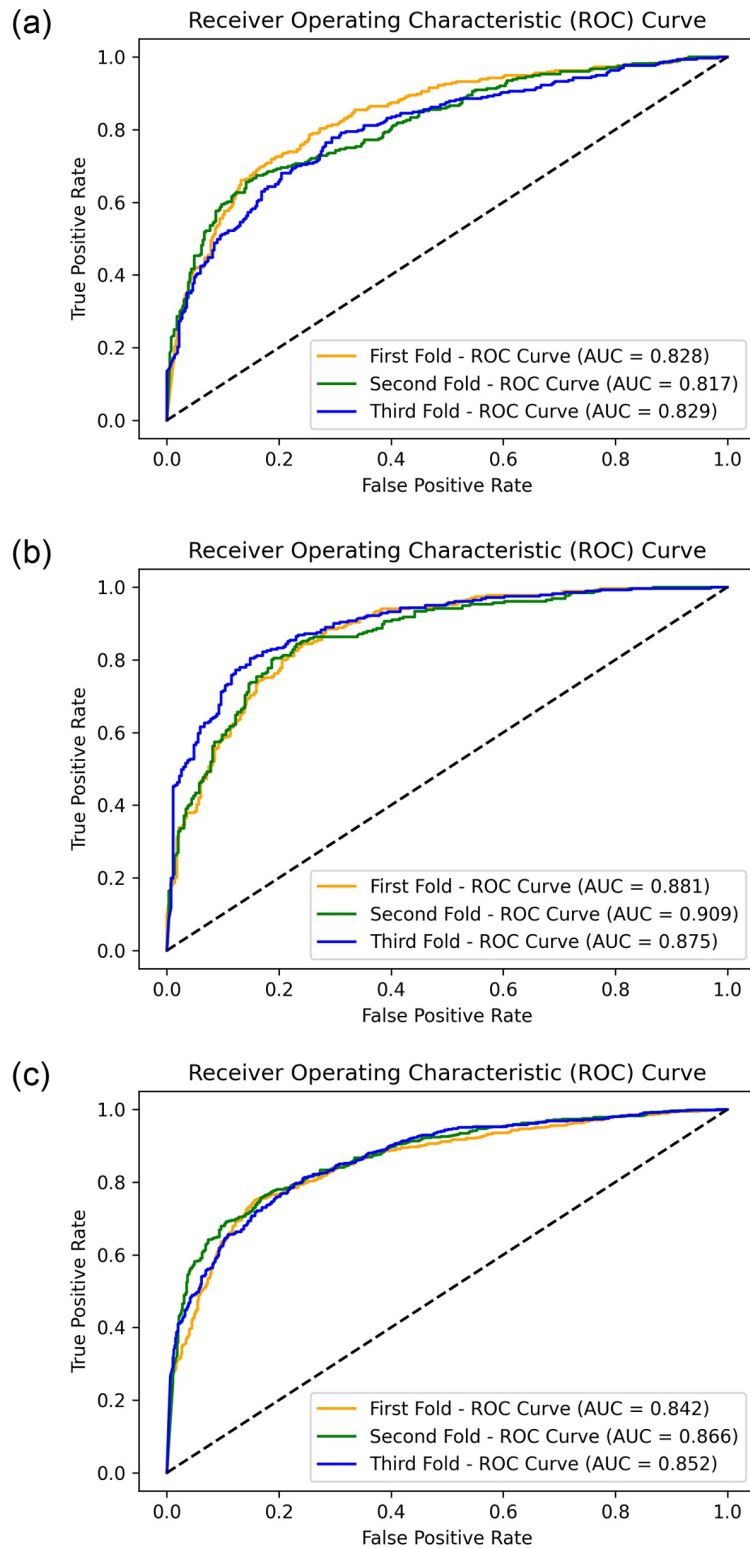 (a)
Receiver Operating Characteristic (ROC) Curve
1.0
0.8
0.6
0.4
0.2
0.0
True Positive Rate
First Fold - ROC Curve (AUC = 0.828)
Second Fold - ROC Curve (AUC = 0.817)
Third Fold - ROC Curve (AUC = 0.829)
0.0 0.2 0.4 0.6 0.8 1.0
False Positive Rate
(b)
Receiver Operating Characteristic (ROC) Curve
1.0
0.8
0.6
0.4
0.2
0.0
True Positive Rate
First Fold - ROC Curve (AUC = 0.881)
Second Fold - ROC Curve (AUC = 0.909)
Third Fold - ROC Curve (AUC = 0.875)
0.0 0.2 0.4 0.6 0.8 1.0
False Positive Rate
(c)
Receiver Operating Characteristic (ROC) Curve
1.0
0.8
0.6
0.4
0.2
0.0
True Positive Rate
First Fold - ROC Curve (AUC = 0.842)
Second Fold - ROC Curve (AUC = 0.866)
Third Fold - ROC Curve (AUC = 0.852)
0.0 0.2 0.4 0.6 0.8 1.0
False Positive Rate